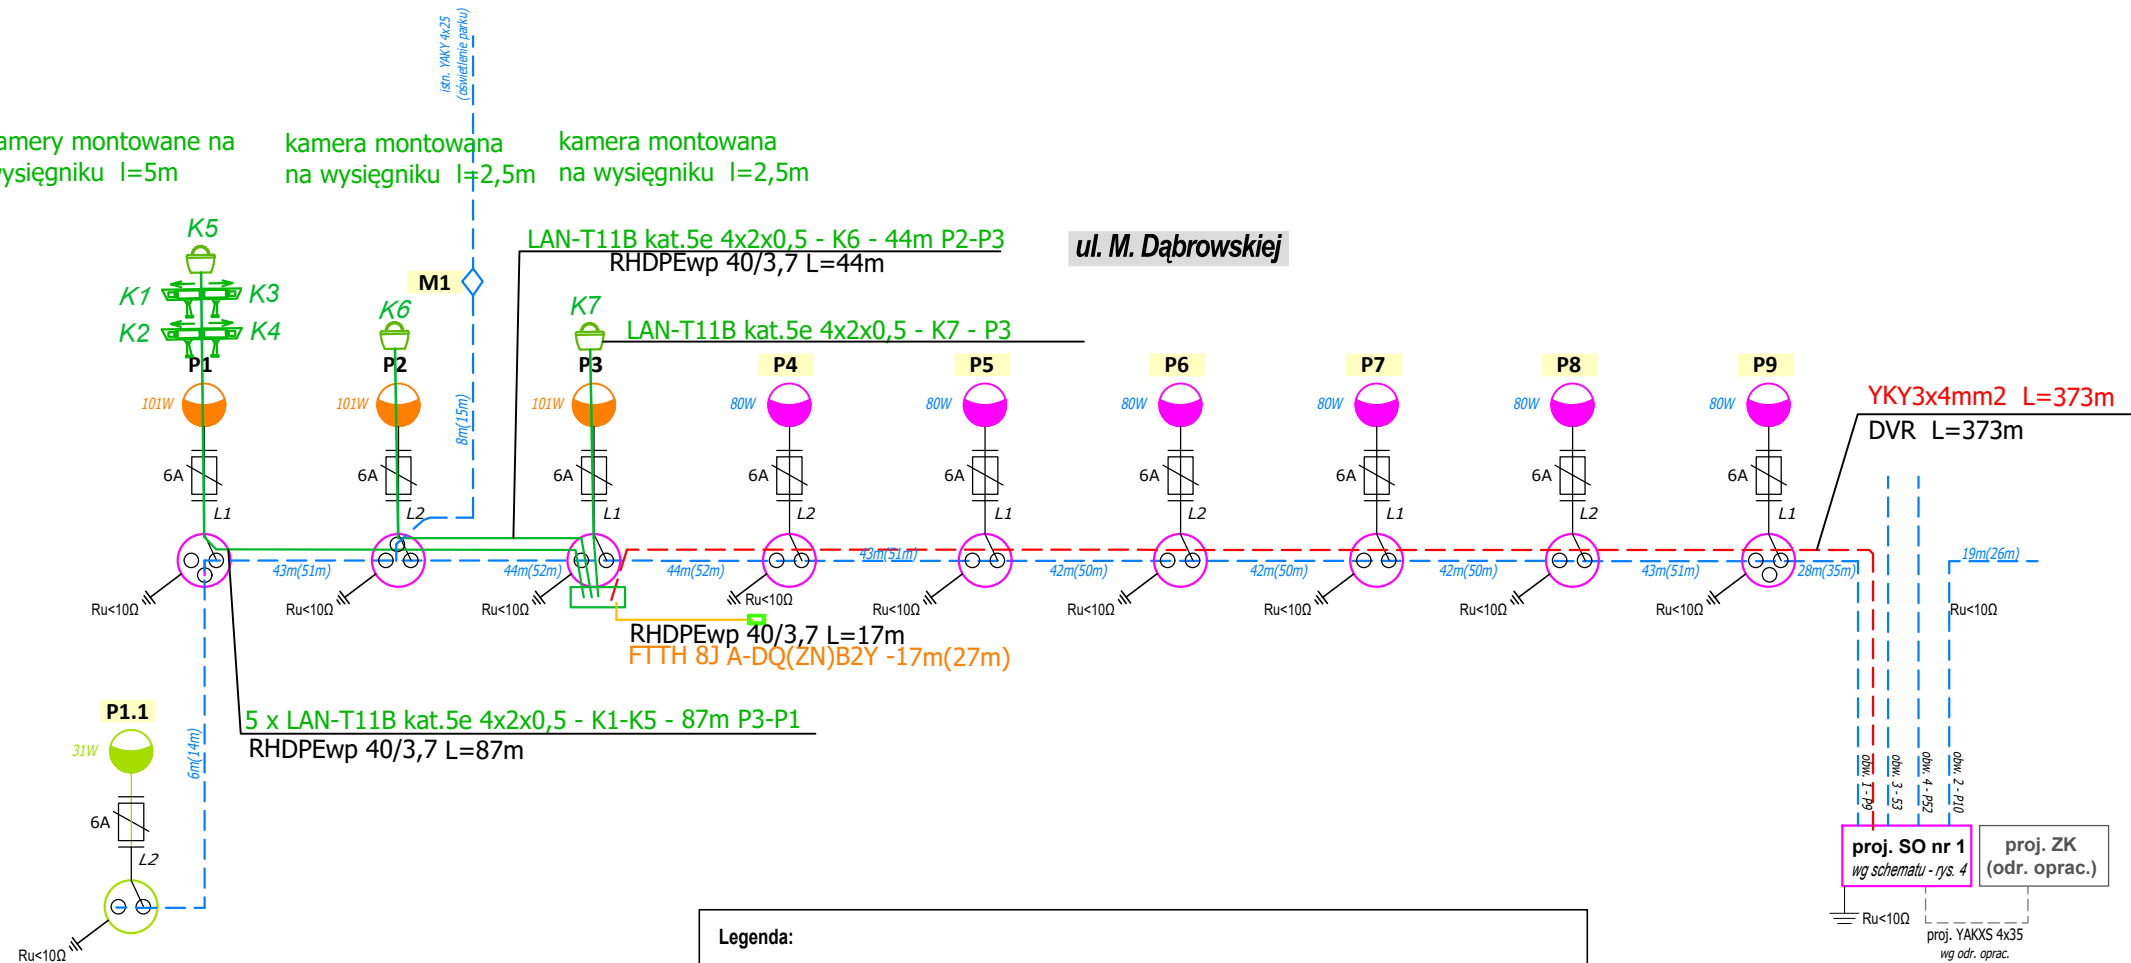 istn. YAKY 4x25
(oświetlenie parku)
amery montowane na
wysięgniku l=5m
kamera montowana
na wysięgniku l=2,5m
kamera montowana
na wysięgniku l=2,5m
K5
K1
K3
K2
K4
K6
K7
M1
8m(15m)
LAN-T11B kat.5e 4x2x0,5 - K6 - 44m P2-P3
RHDPEwp 40/3,7 L=44m
LAN-T11B kat.5e 4x2x0,5 - K7 - P3
ul. M. Dąbrowskiej
P1
P2
P3
P4
P5
P6
P7
P8
P9
101W
101W
101W
80W
80W
80W
80W
80W
80W
YKY3x4mm2 L=373m
DVR L=373m
6A
6A
6A
6A
6A
6A
6A
6A
6A
L1
L2
L1
L2
L1
L2
L1
L2
L1
43m(51m)
44m(52m)
44m(52m)
43m(51m)
42m(50m)
42m(50m)
42m(50m)
43m(51m)
28m(35m)
19m(26m)
Ru<10Ω
Ru<10Ω
Ru<10Ω
Ru<10Ω
Ru<10Ω
Ru<10Ω
Ru<10Ω
Ru<10Ω
Ru<10Ω
Ru<10Ω
RHDPEwp 40/3,7 L=17m
FTTH 8J A-DQ(ZN)B2Y -17m(27m)
5 x LAN-T11B kat.5e 4x2x0,5 - K1-K5 - 87m P3-P1
RHDPEwp 40/3,7 L=87m
P1.1
31W
6m(14m)
6A
L2
Ru<10Ω
obw. 1 - P9
obw. 3 - 53
obw. 4 - P52
obw. 2 - P10
proj. SO nr 1
wg schematu - rys. 4
proj. ZK
(odr. oprac.)
Ru<10Ω
proj. YAKXS 4x35
wg odr. oprac.
Legenda: